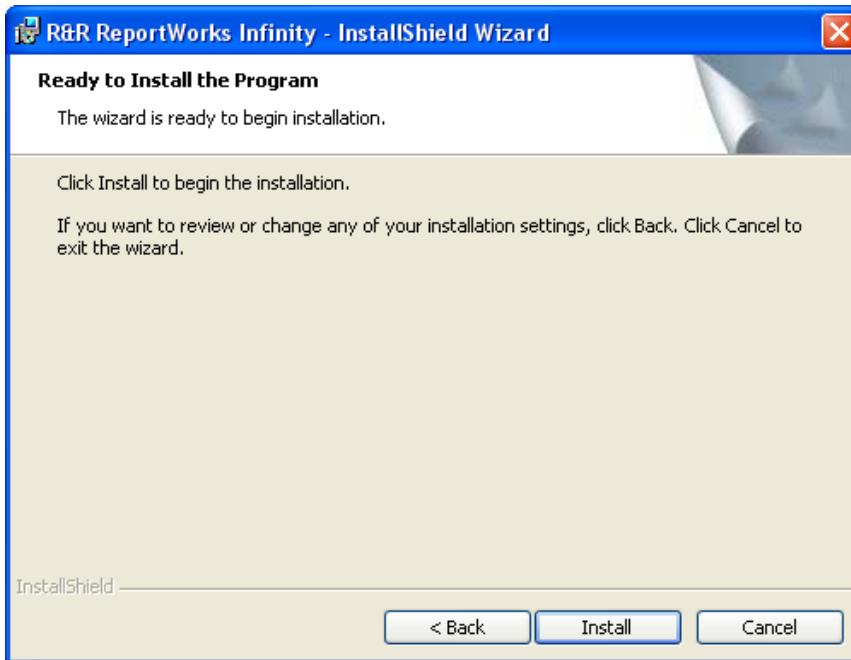 R&R ReportWorks Infinity - InstallShield Wizard
Ready to Install the Program
The wizard is ready to begin installation.
Click Install to begin the installation.
If you want to review or change any of your installation settings, click Back. Click Cancel to
exit the wizard.
InstallShield
< Back Install Cancel